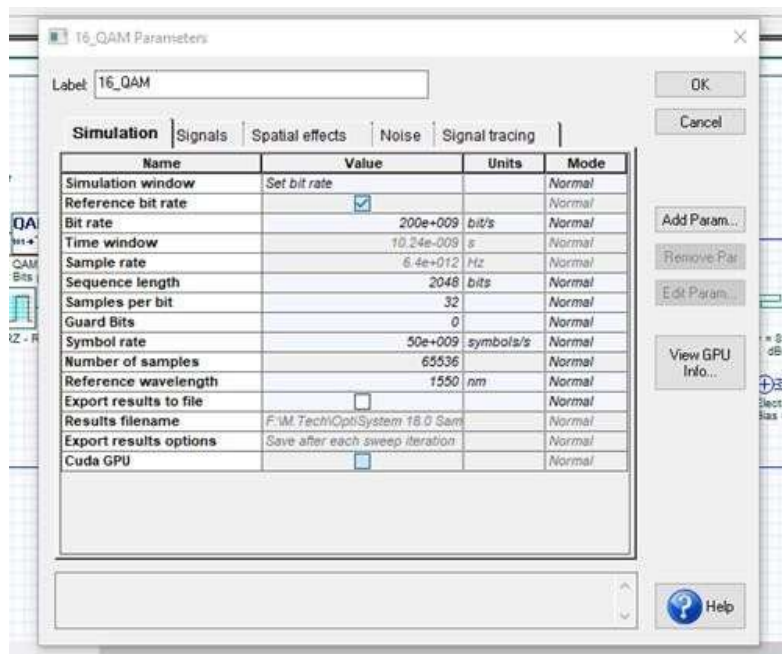 16_QAM Parameters
Label: 16_QAM
OK
Cancel
Simulation Signals Spatial effects Noise Signal tracing
Name Value Units Mode
Simulation window Set bit rate Normal
Reference bit rate Normal
Bit rate 200e+009 bit/s Normal
Time window 10.24e-009 s Normal
Sample rate 6.4e+012 Hz Normal
Sequence length 2048 bits Normal
Samples per bit 32 Normal
Guard Bits 0 Normal
Symbol rate 50e+009 symbols/s Normal
Number of samples 65536 Normal
Reference wavelength 1550 nm Normal
Export results to file Normal
Results filename F:\M.Tech\OptiSystem 18.0 Sam Normal
Export results options Save after each sweep iteration Normal
Cuda GPU Normal
Add Param...
Remove Par
Edit Param...
View GPU
Info...
Help
QAM
Bits